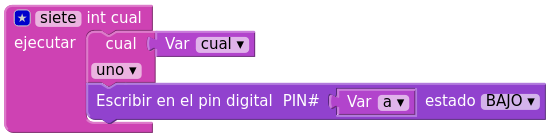 siete int cual
ejecutar cual Var cual
uno
Escribir en el pin digital PIN# Var a estado BAJO